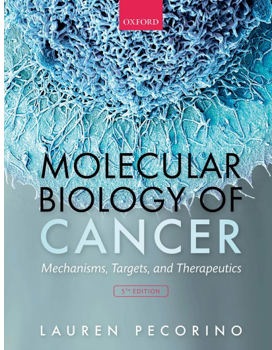 OXFORD
MOLECULAR
BIOLOGY OF
CANCER
Mechanisms, Targets, and Therapeutics
5TH EDITION
LAUREN PECORINO